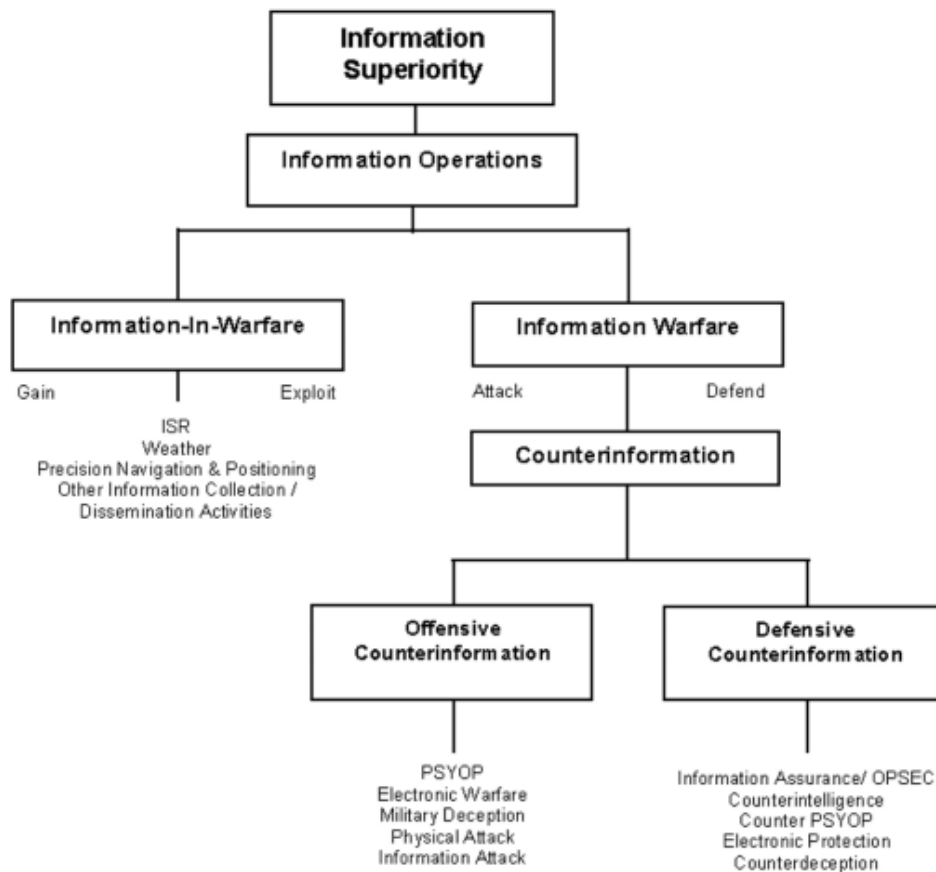 Information
Superiority
Information Operations
Information-In-Warfare
Information Warfare
Gain
Exploit
Attack
Defend
ISR
Weather
Precision Navigation & Positioning
Other Information Collection /
Dissemination Activities
Counterinformation
Offensive
Counterinformation
Defensive
Counterinformation
PSYOP
Electronic Warfare
Military Deception
Physical Attack
Information Attack
Information Assurance/ OPSEC
Counterintelligence
Counter PSYOP
Electronic Protection
Counterdeception